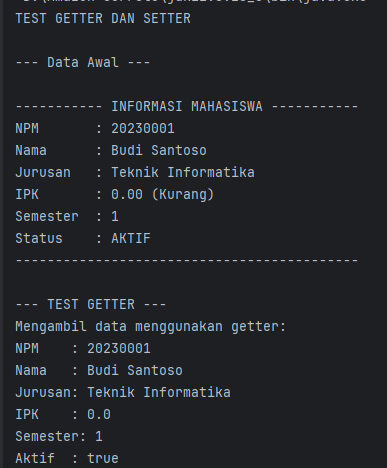 TEST GETTER DAN SETTER
--- Data Awal ---
----------- INFORMASI MAHASISWA -----------
NPM       : 20230001
Nama      : Budi Santoso
Jurusan   : Teknik Informatika
IPK       : 0.00 (Kurang)
Semester  : 1
Status    : AKTIF
-------------------------------------------
--- TEST GETTER ---
Mengambil data menggunakan getter:
NPM    : 20230001
Nama   : Budi Santoso
Jurusan: Teknik Informatika
IPK    : 0.0
Semester: 1
Aktif  : true